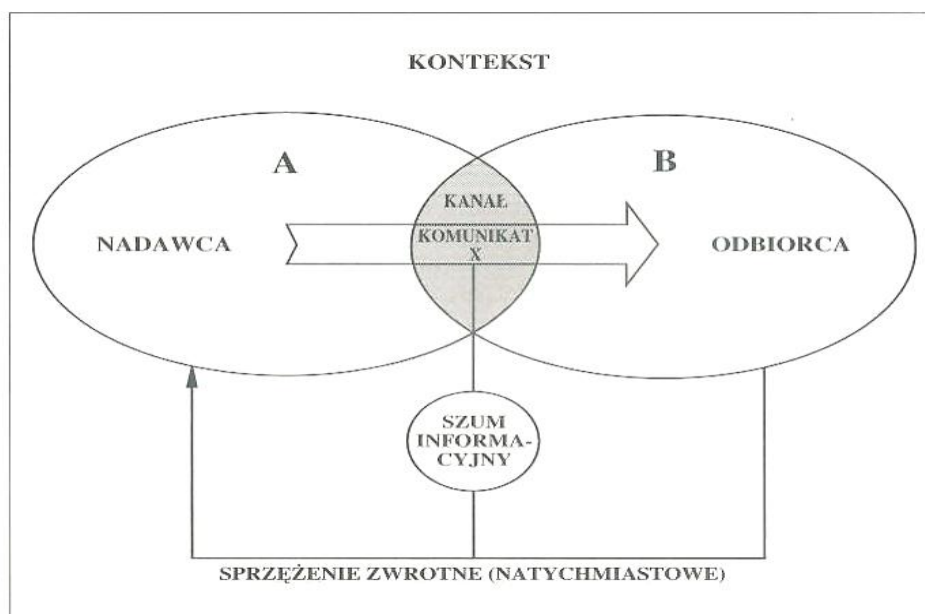 KONTEKST
A
B
KANAŁ
NADAWCA
KOMUNIKAT
X
ODBIORCA
SZUM
INFORMA-
CYJNY
SPRZĘŻENIE ZWROTNE (NATYCHMIASTOWE)